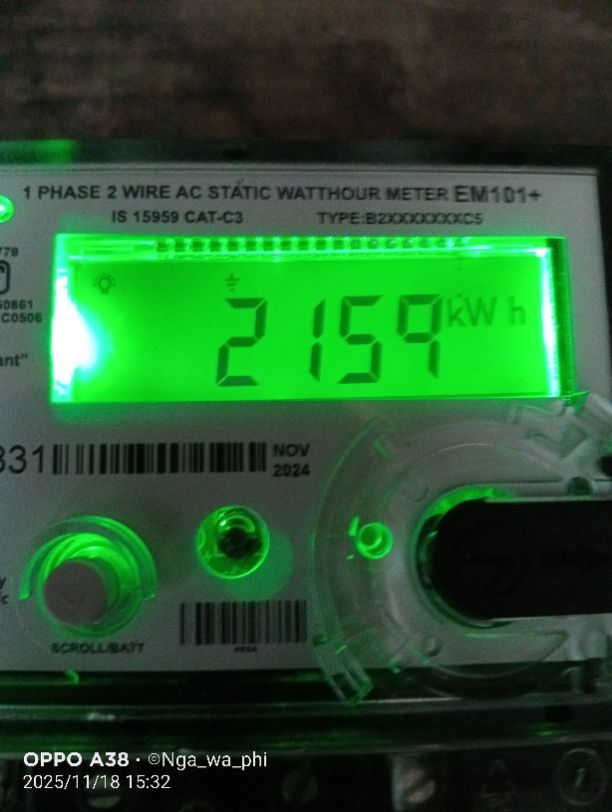 1 PHASE 2 WIRE AC STATIC WATTHOUR METER EM101+
IS 15959 CAT-C3 TYPE:B2XXXXXXXC5
779
60861
C0506
2159 kWh
ant"
331
NOV
2024
SCROLL/BATT
OPPO A38 · ©Nga_wa_phi
2025/11/18 15:32